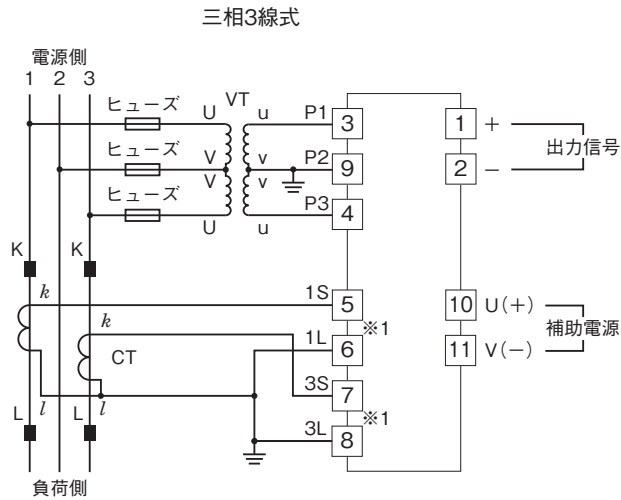 三相3線式
電源側
1 2 3
ヒューズ U VT u P1 3 1 +
出力信号
ヒューズ V v P2 9 2 −
V v
ヒューズ P3 4
U u
K K
k 1S 5 10 U(+)
※1 補助電源
k 1L 6 11 V(−)
CT
3S 7
※1
L l L l 3L 8
負荷側